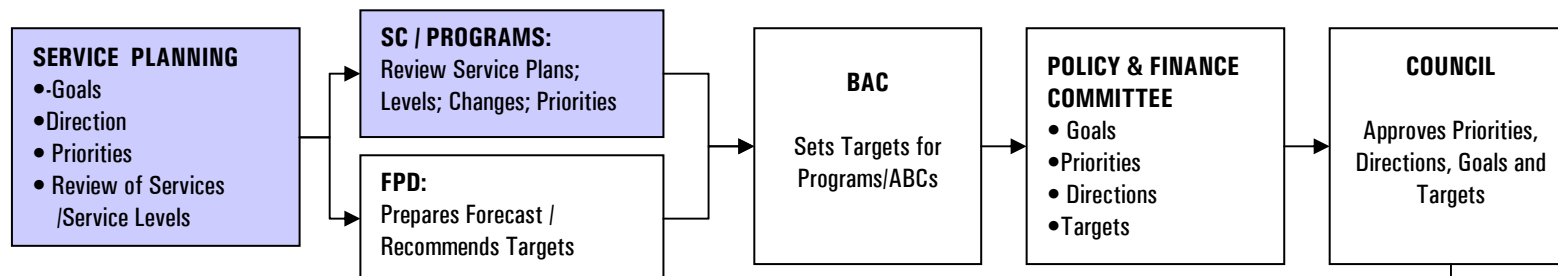 SERVICE PLANNING
•-Goals
•Direction
• Priorities
• Review of Services
/Service Levels
SC / PROGRAMS:
Review Service Plans;
Levels; Changes; Priorities
FPD:
Prepares Forecast /
Recommends Targets
BAC
Sets Targets for
Programs/ABCs
POLICY & FINANCE
COMMITTEE
• Goals
•Priorities
• Directions
•Targets
COUNCIL
Approves Priorities,
Directions, Goals and
Targets